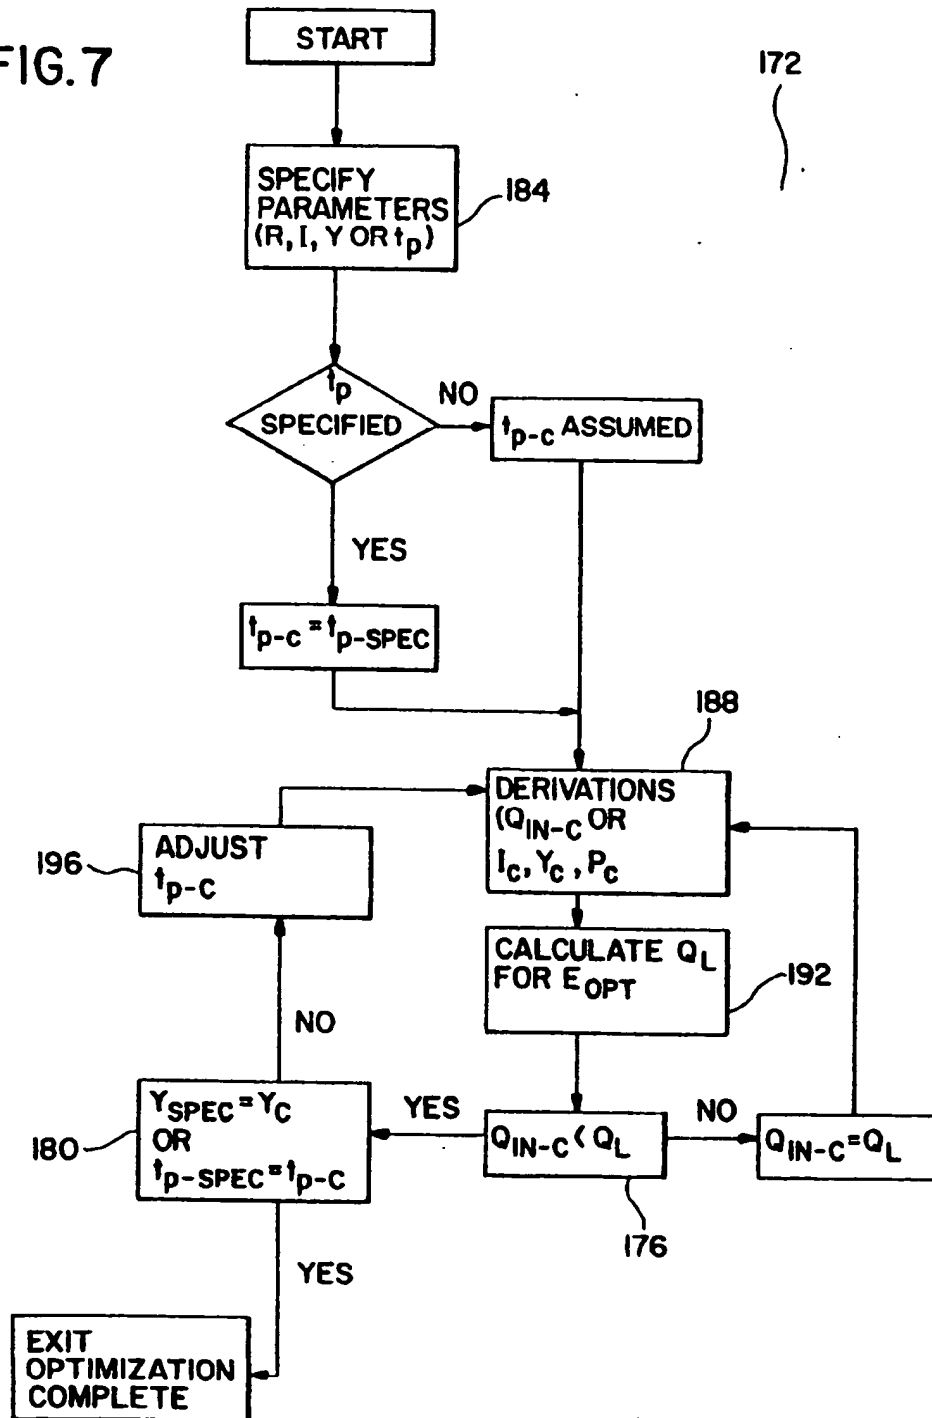 FIG. 7
START
172
SPECIFY
PARAMETERS
(R, I, Y OR tp)
184
tp
SPECIFIED
NO
tp-c ASSUMED
YES
tp-c = tp-SPEC
188
DERIVATIONS
(QIN-C OR
IC, YC, PC
ADJUST
tp-C
196
CALCULATE QL
FOR EOPT
192
NO
YSPEC = YC
OR
tp-SPEC = tp-C
180
YES
QIN-C < QL
NO
QIN-C = QL
176
YES
EXIT
OPTIMIZATION
COMPLETE